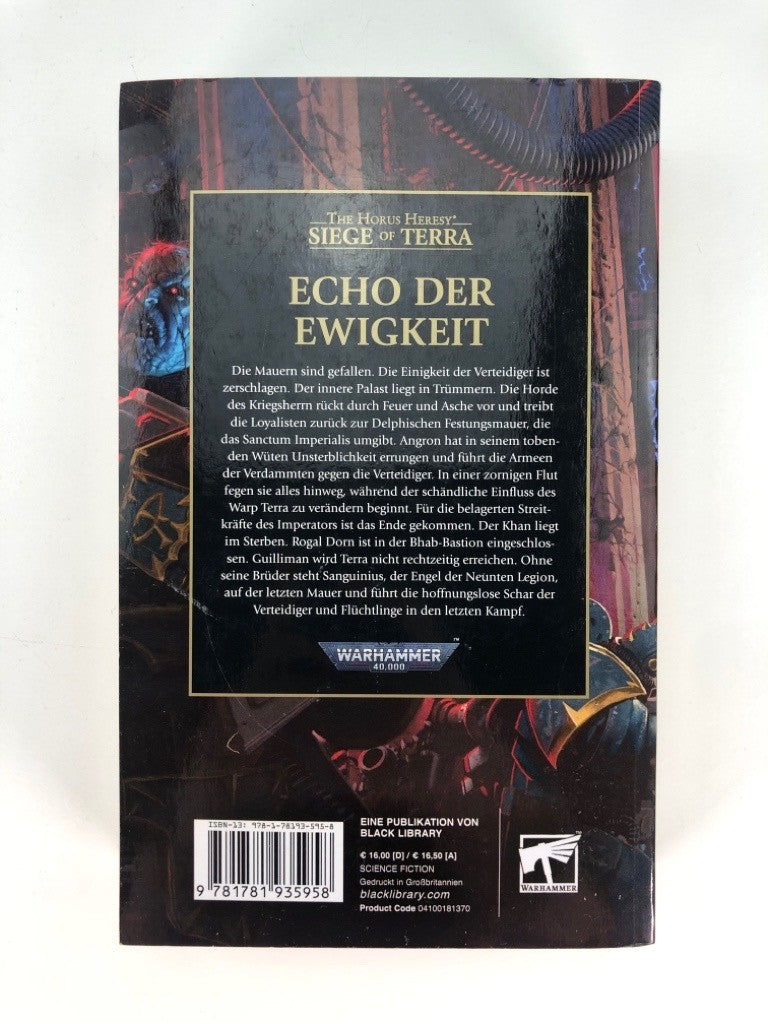 THE HORUS HERESY®
SIEGE OF TERRA
ECHO DER
EWIGKEIT
Die Mauern sind gefallen. Die Einigkeit der Verteidiger ist
zerschlagen. Der innere Palast liegt in Trümmern. Die Horde
des Kriegsherrn rückt durch Feuer und Asche vor und treibt
die Loyalisten zurück zur Delphischen Festungsmauer, die
das Sanctum Imperialis umgibt. Angron hat in seinem toben-
den Wüten Unsterblichkeit errungen und führt die Armeen
der Verdammten gegen die Verteidiger. In einer zornigen Flut
fegen sie alles hinweg, während der schändliche Einfluss des
Warp Terra zu verändern beginnt. Für die belagerten Streit-
kräfte des Imperators ist das Ende gekommen. Der Khan liegt
im Sterben. Rogal Dorn ist in der Bhab-Bastion eingeschlos-
sen. Guilliman wird Terra nicht rechtzeitig erreichen. Ohne
seine Brüder steht Sanguinius, der Engel der Neunten Legion,
auf der letzten Mauer und führt die hoffnungslose Schar der
Verteidiger und Flüchtlinge in den letzten Kampf.
WARHAMMER™
40,000
ISBN-13: 978-1-78193-595-8
9 781781 935958
EINE PUBLIKATION VON
BLACK LIBRARY
€ 16,00 [D] / € 16,50 [A]
SCIENCE FICTION
Gedruckt in Großbritannien
blacklibrary.com
Product Code 04100181370
WARHAMMER™